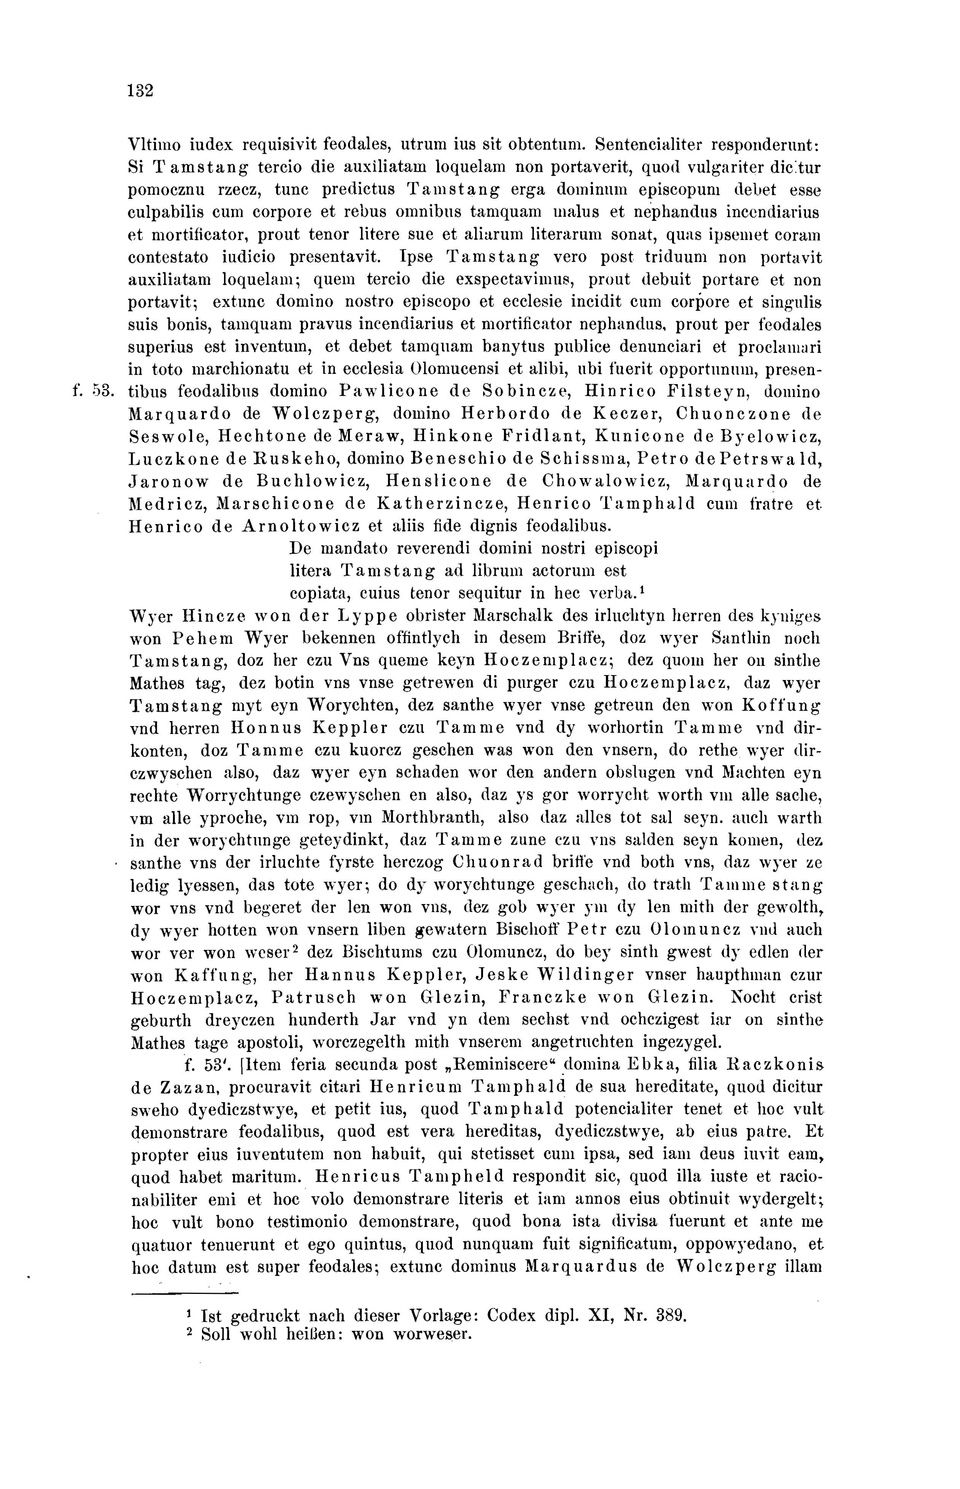 132
Vltimo iudex requisivit feodales, utrum ius sit obtentum. Sentencialiter responderunt:
Si Tamstang tercio die auxiliatam loquelam non portaverit, quod vulgariter dicitur
pomocznu rzecz, tunc predictus Tamstang erga dominum episcopum debet esse
culpabilis cum corpore et rebus omnibus tamquam malus et nephandus incendiarius
et mortificator, prout tenor litere sue et aliarum literarum sonat, quas ipsemet coram
contestato iudicio presentavit. Ipse Tamstang vero post triduum non portavit
auxiliatam loquelam; quem tercio die exspectavimus, prout debuit portare et non
portavit; extunc domino nostro episcopo et ecclesie incidit cum corpore et singulis
suis bonis, tamquam pravus incendiarius et mortificator nephandus, prout per feodales
superius est inventum, et debet tamquam banytus publice denunciari et proclamari
in toto marchionatu et in ecclesia Olomucensi et alibi, ubi fuerit opportunum, presen-
f. 53. tibus feodalibus domino Pawlicone de Sobincze, Hinrico Filsteyn, domino
Marquardo de Wolczperg, domino Herbordo de Keczer, Chuonczone de
Seswole, Hechtone de Meraw, Hinkone Fridlant, Kunicone de Byelowicz,
Luczkone de Ruskeho, domino Beneschio de Schissma, Petro de Petrswald,
Jaronow de Buchlowicz, Henslicone de Chowalowicz, Marquardo de
Medricz, Marschicone de Katherzincze, Henrico Tamphald cum fratre et
Henrico de Arnoltowicz et aliis fide dignis feodalibus.
De mandato reverendi domini nostri episcopi
litera Tamstang ad librum actorum est
copiata, cuius tenor sequitur in hec verba.¹
Wyer Hincze won der Lyppe obrister Marschalk des irluchtyn herren des kyniges
won Pehem Wyer bekennen offintlych in desem Briffe, doz wyer Santhin noch
Tamstang, doz her czu Vns queme keyn Hoczemplacz; dez quom her on sinthe
Mathes tag, dez botin vns vnse getrewen di purger czu Hoczemplacz, daz wyer
Tamstang myt eyn Worychten, dez santhe wyer vnse getreun den won Koffung
vnd herren Honnus Keppler czu Tamme vnd dy worhortin Tamme vnd dir-
konten, doz Tamme czu kuorcz geschen was won den vnsern, do rethe wyer dir-
czwyschen also, daz wyer eyn schaden wor den andern obslugen vnd Machten eyn
rechte Worrychtunge czewyschen en also, daz ys gor worrycht worth vm alle sache,
vm alle yproche, vm rop, vm Morthbranth, also daz alles tot sal seyn. auch warth
in der worychtunge geteydinkt, daz Tamme zune czu vns salden seyn komen, dez
santhe vns der irluchte fyrste herczog Chuonrad briffe vnd both vns, daz wyer ze
ledig lyessen, das tote wyer; do dy worychtunge geschach, do trath Tamme stang
wor vns vnd begeret der len won vns, dez gob wyer ym dy len mith der gewolth,
dy wyer hotten won vnsern liben gewatern Bischoff Petr czu Olomuncz vnd auch
wor ver won weser² dez Bischtums czu Olomuncz, do bey sinth gwest dy edlen der
won Kaffung, her Hannus Keppler, Jeske Wildinger vnser haupthman czur
Hoczemplacz, Patrusch won Glezin, Franczke won Glezin. Nocht crist
geburth dreyczen hunderth Jar vnd yn dem sechst vnd ochczigest iar on sinthe
Mathes tage apostoli, worczegelth mith vnserem angetruchten ingezygel.
f. 53'. [Item feria secunda post „Reminiscere“ domina Ebka, filia Raczkonis
de Zazan, procuravit citari Henricum Tamphald de sua hereditate, quod dicitur
sweho dyediczstwye, et petit ius, quod Tamphald potencialiter tenet et hoc vult
demonstrare feodalibus, quod est vera hereditas, dyediczstwye, ab eius patre. Et
propter eius iuventutem non habuit, qui stetisset cum ipsa, sed iam deus iuvit eam,
quod habet maritum. Henricus Tampheld respondit sic, quod illa iuste et racio-
nabiliter emi et hoc volo demonstrare literis et iam annos eius obtinuit wydergelt;
hoc vult bono testimonio demonstrare, quod bona ista divisa fuerunt et ante me
quatuor tenuerunt et ego quintus, quod nunquam fuit significatum, oppowyedano, et
hoc datum est super feodales; extunc dominus Marquardus de Wolczperg illam
¹ Ist gedruckt nach dieser Vorlage: Codex dipl. XI, Nr. 389.
² Soll wohl heißen: won worweser.